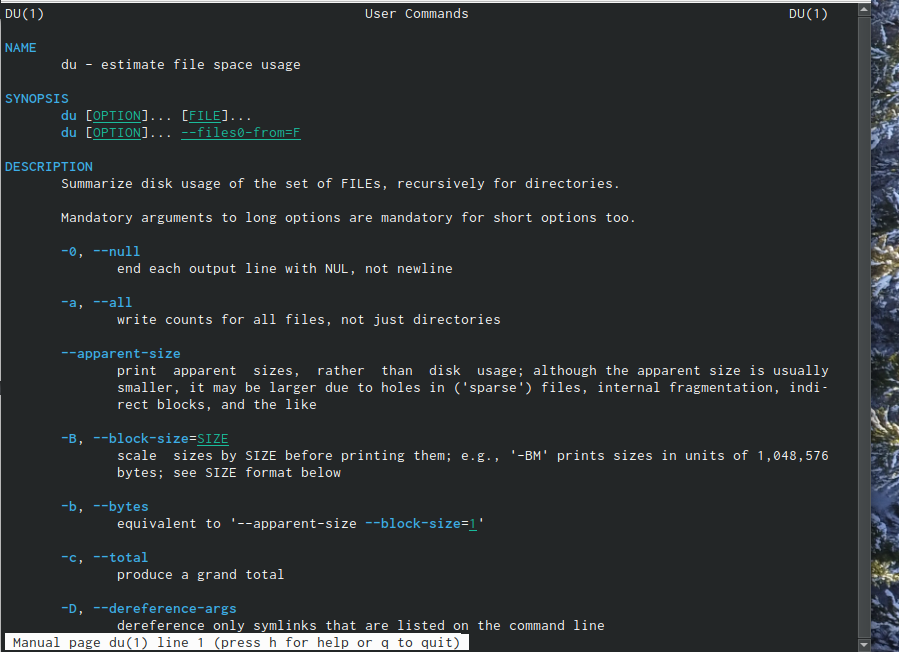 DU(1) User Commands DU(1)
NAME
du - estimate file space usage
SYNOPSIS
du [OPTION]... [FILE]...
du [OPTION]... --files0-from=F
DESCRIPTION
Summarize disk usage of the set of FILEs, recursively for directories.
Mandatory arguments to long options are mandatory for short options too.
-0, --null
end each output line with NUL, not newline
-a, --all
write counts for all files, not just directories
--apparent-size
print apparent sizes, rather than disk usage; although the apparent size is usually
smaller, it may be larger due to holes in ('sparse') files, internal fragmentation, indi-
rect blocks, and the like
-B, --block-size=SIZE
scale sizes by SIZE before printing them; e.g., '-BM' prints sizes in units of 1,048,576
bytes; see SIZE format below
-b, --bytes
equivalent to '--apparent-size --block-size=1'
-c, --total
produce a grand total
-D, --dereference-args
dereference only symlinks that are listed on the command line
Manual page du(1) line 1 (press h for help or q to quit)